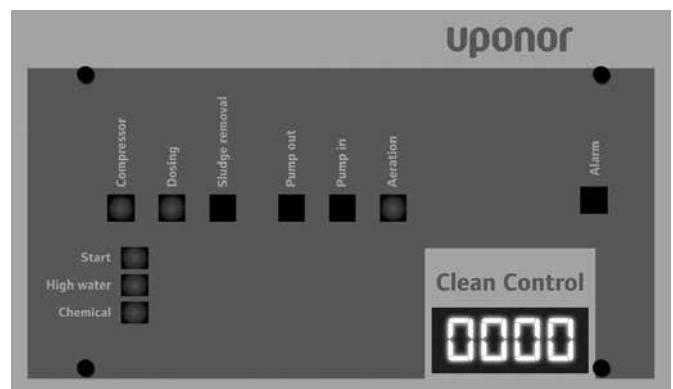 uponor
Compressor
Dosing
Sludge removal
Pump out
Pump in
Aeration
Alarm
Start
High water
Chemical
Clean Control
0000